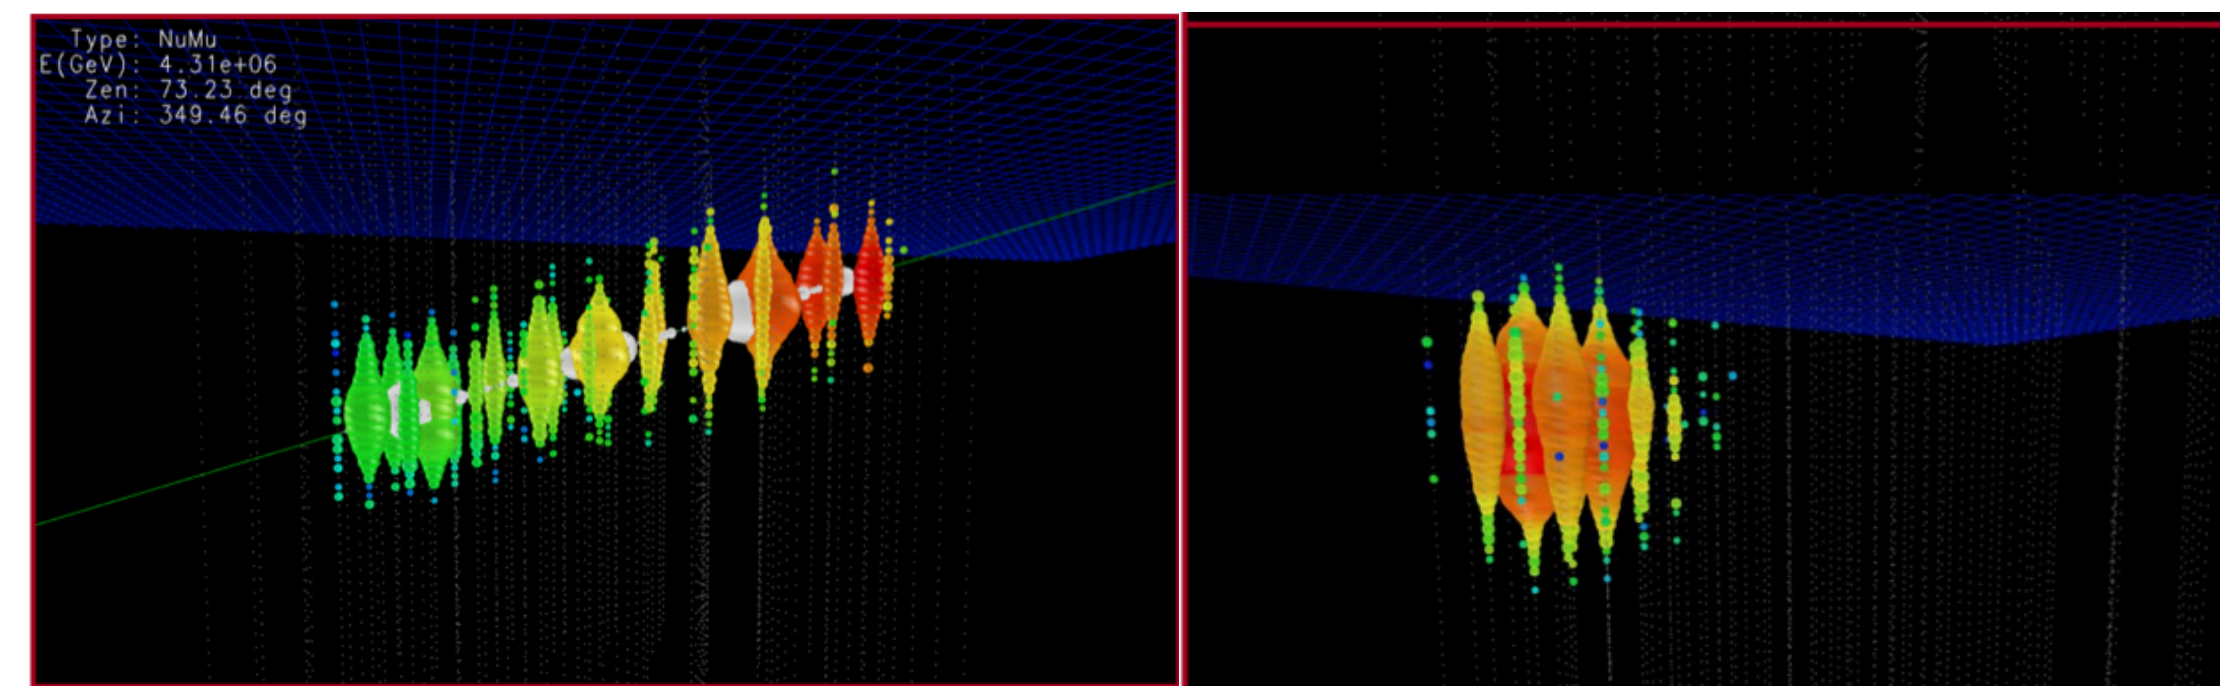 Type: NuMu
E(GeV): 4.31e+06
Zen: 73.23 deg
Azi: 349.46 deg